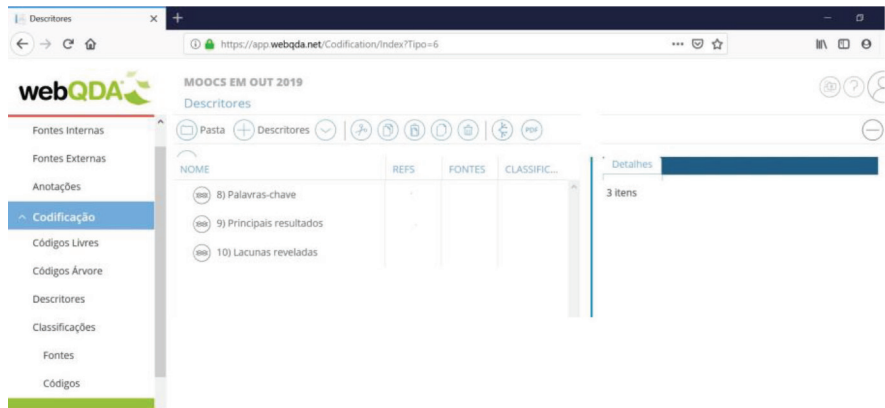 Descritores
https://app.webqda.net/Codification/Index?Tipo=6
webQDA
MOOCS EM OUT 2019
Descritores
Pasta Descritores PDF
Fontes Internas
Fontes Externas
Anotações
Codificação
Códigos Livres
Códigos Árvore
Descritores
Classificações
Fontes
Códigos
NOME REFS FONTES CLASSIFIC...
8) Palavras-chave
9) Principais resultados
10) Lacunas reveladas
Detalhes
3 itens